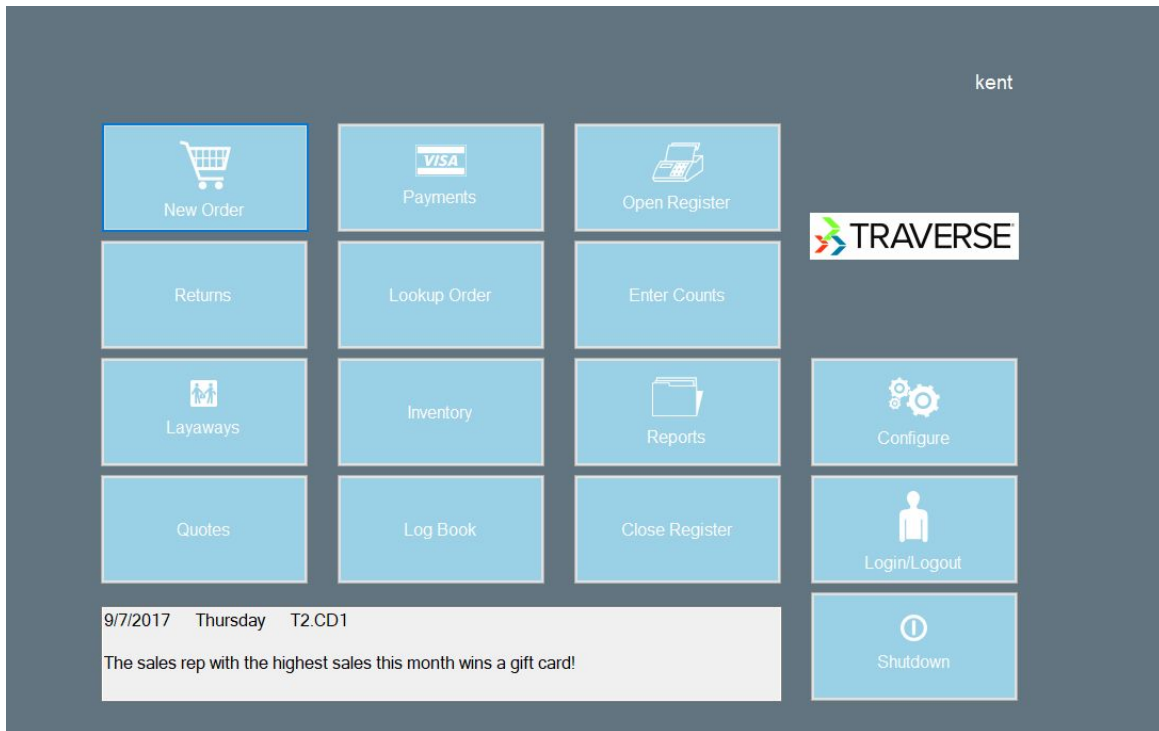 kent
New Order
VISA
Payments
Open Register
TRAVERSE
Returns
Lookup Order
Enter Counts
Layaways
Inventory
Reports
Configure
Quotes
Log Book
Close Register
Login/Logout
9/7/2017 Thursday T2.CD1
The sales rep with the highest sales this month wins a gift card!
Shutdown